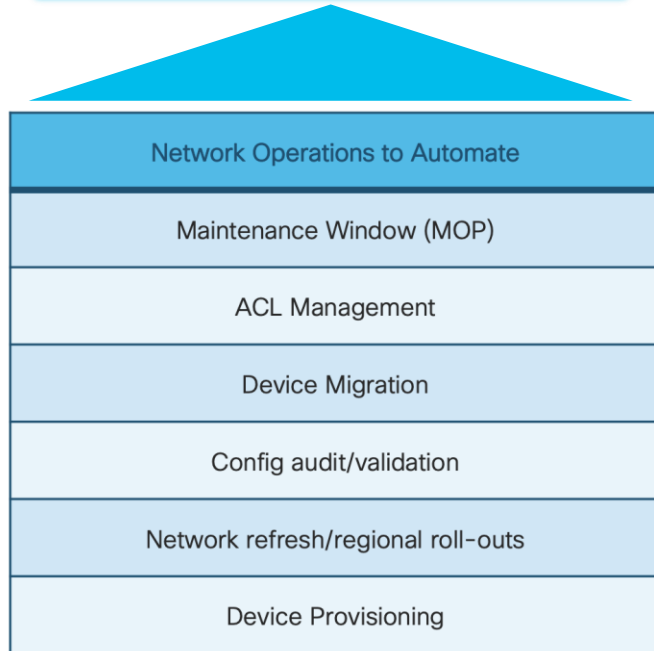 Network Operations to Automate
Maintenance Window (MOP)
ACL Management
Device Migration
Config audit/validation
Network refresh/regional roll-outs
Device Provisioning